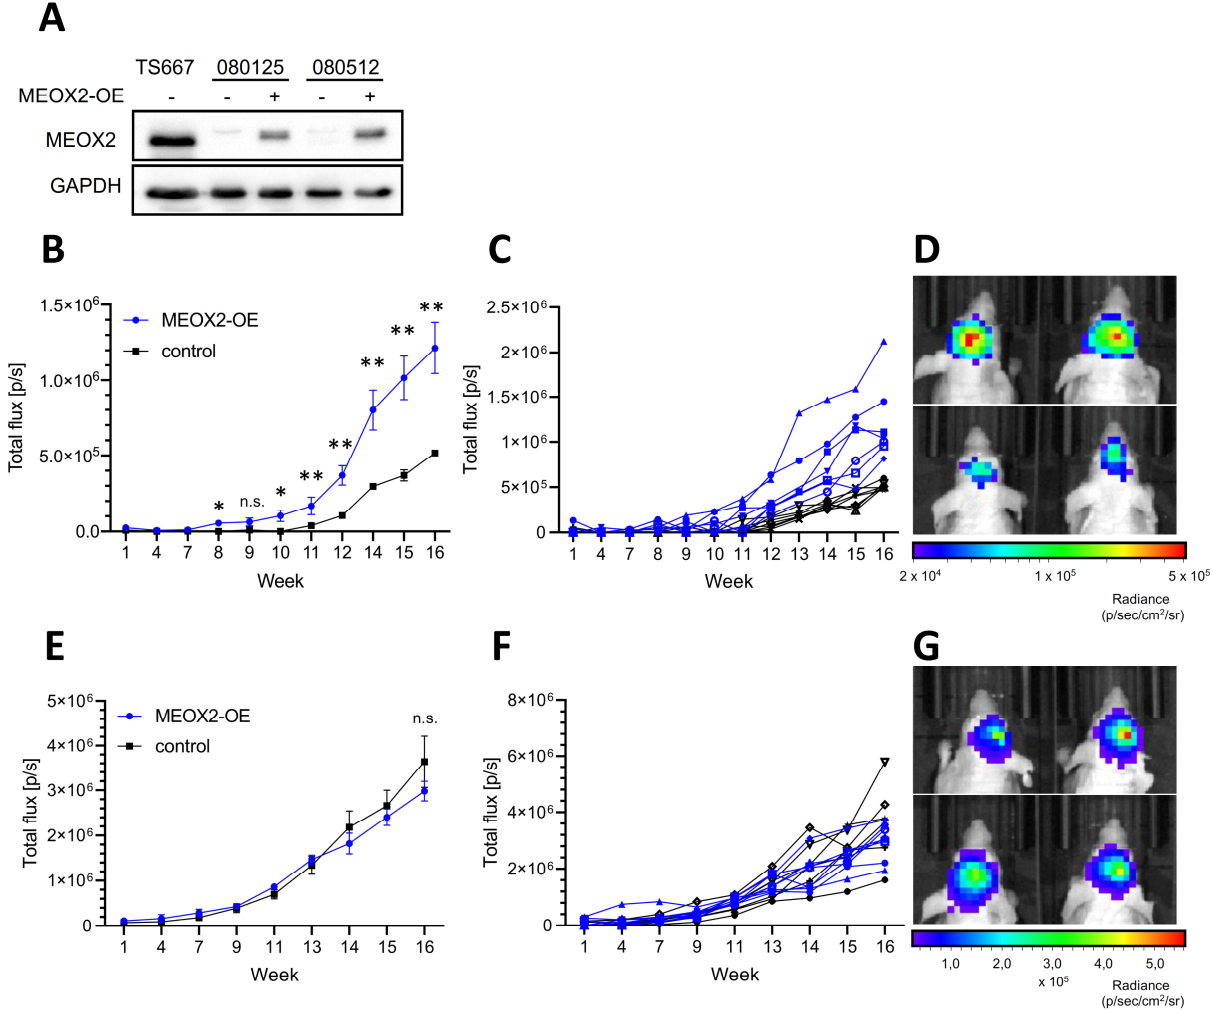 A
TS667 080125 080512
MEOX2-OE - - + - +
MEOX2
GAPDH
B
1.5×10⁶
1.0×10⁶
5.0×10⁵
0.0
Total flux [p/s]
MEOX2-OE
control
* n.s. * ** ** ** ** **
1 4 7 8 9 10 11 12 14 15 16
Week
C
2.5×10⁶
2×10⁶
1.5×10⁶
1×10⁶
5×10⁵
0
Total flux [p/s]
1 4 7 8 9 10 11 12 13 14 15 16
Week
D
2 x 10⁴ 1 x 10⁵ 5 x 10⁵
Radiance
(p/sec/cm²/sr)
E
5×10⁶
4×10⁶
3×10⁶
2×10⁶
1×10⁶
0
Total flux [p/s]
MEOX2-OE
control
n.s.
1 4 7 9 11 13 14 15 16
Week
F
8×10⁶
6×10⁶
4×10⁶
2×10⁶
0
Total flux [p/s]
1 4 7 9 11 13 14 15 16
Week
G
1,0 2,0 3,0 4,0 5,0
x 10⁵
Radiance
(p/sec/cm²/sr)